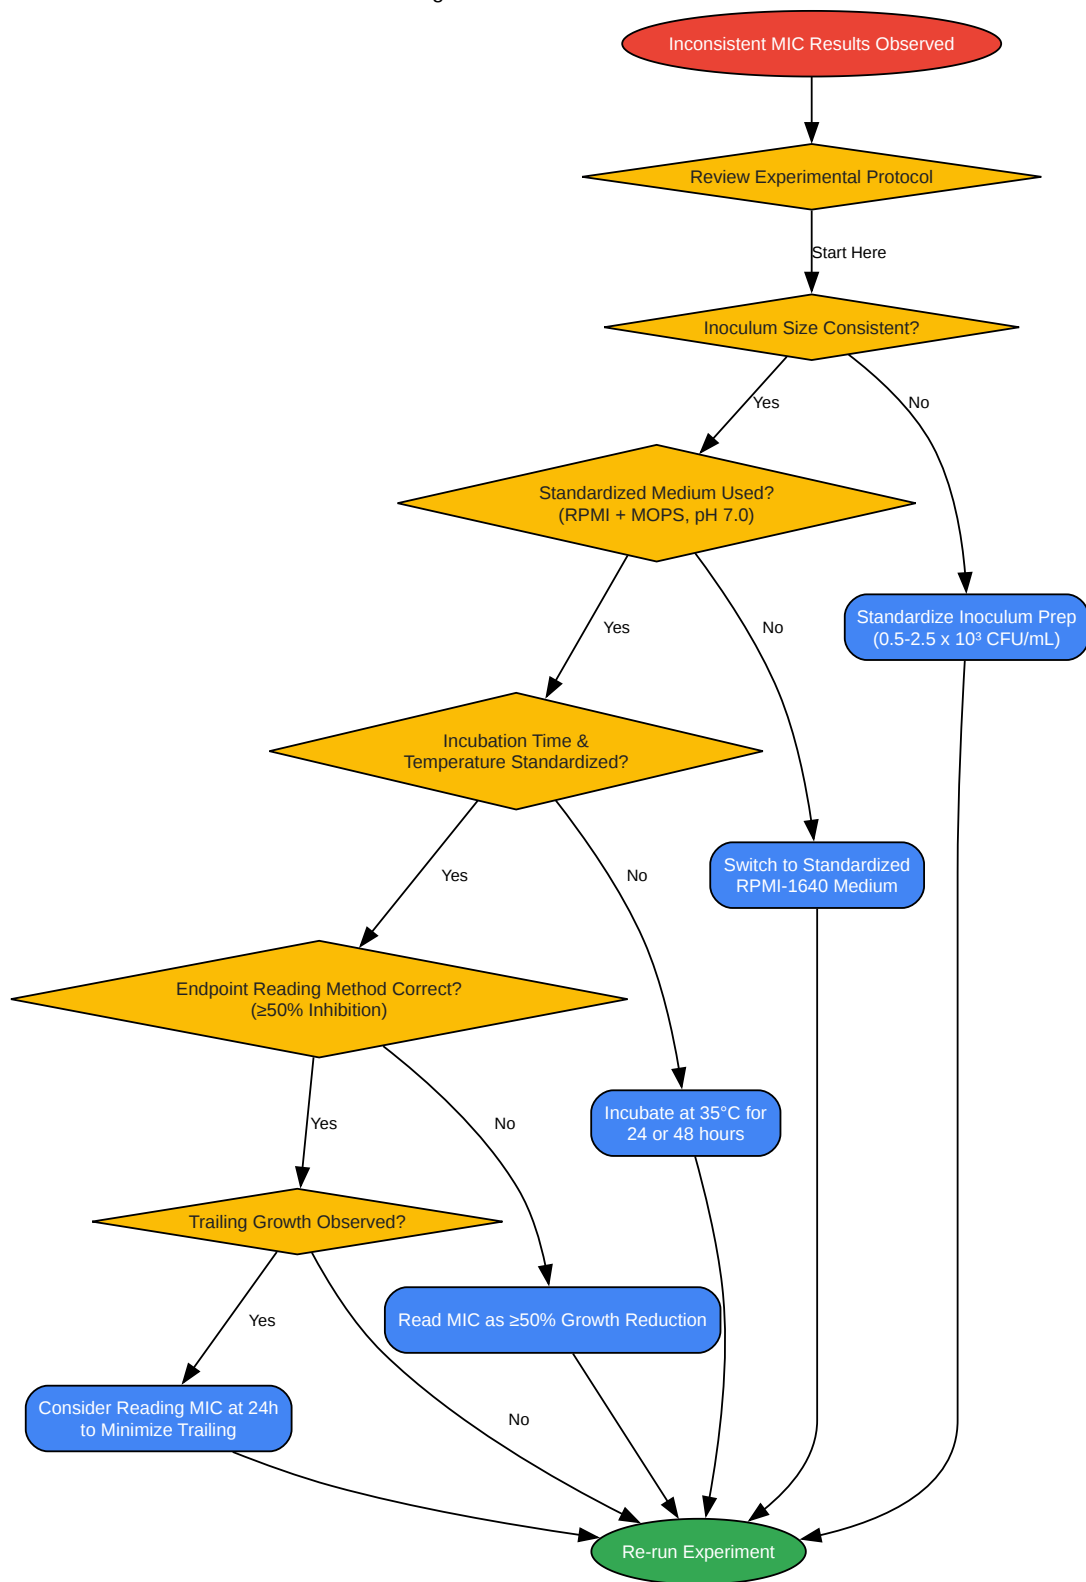 Inconsistent MIC Results Observed
Review Experimental Protocol
Start Here
Inoculum Size Consistent?
Yes
No
Standardized Medium Used?
(RPMI + MOPS, pH 7.0)
Standardize Inoculum Prep
(0.5-2.5 x 10³ CFU/mL)
Yes
No
Incubation Time &
Temperature Standardized?
Switch to Standardized
RPMI-1640 Medium
Yes
No
Endpoint Reading Method Correct?
(≥50% Inhibition)
Incubate at 35°C for
24 or 48 hours
Yes
No
Trailing Growth Observed?
Read MIC as ≥50% Growth Reduction
Yes
Consider Reading MIC at 24h
to Minimize Trailing
No
Re-run Experiment